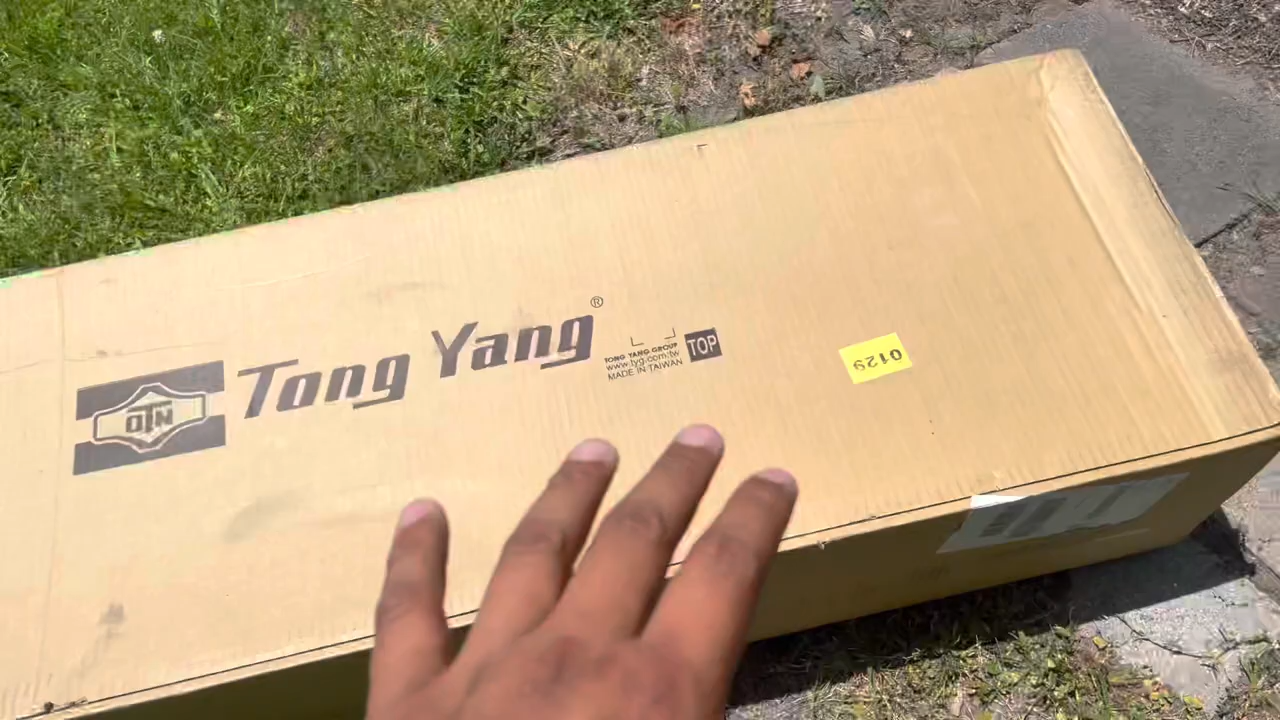 OTN
Tong Yang ®
TONG YANG GROUP
www.tyg.com.tw
MADE IN TAIWAN
TOP
0129